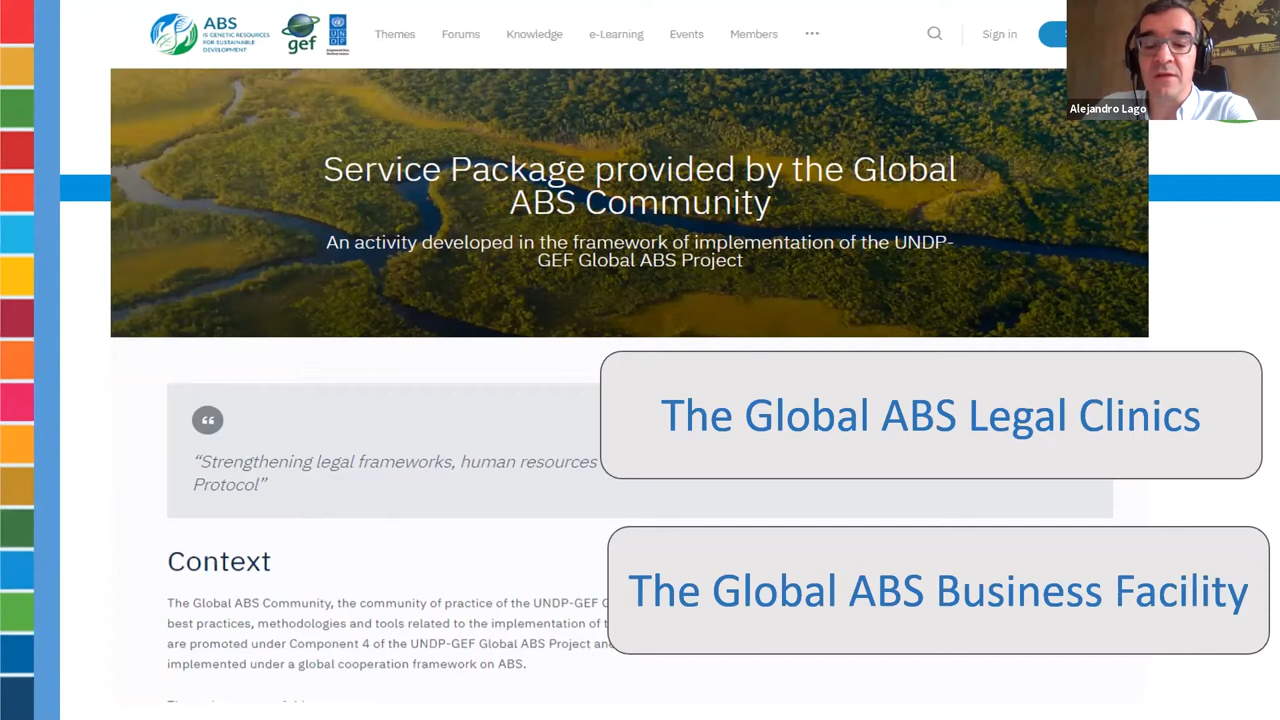 ABS
IS GENETIC RESOURCES
FOR SUSTAINABLE
DEVELOPMENT
gef
UN
DP
Themes
Forums
Knowledge
e-Learning
Events
Members
Sign in
Alejandro Lago
Service Package provided by the Global
ABS Community
An activity developed in the framework of implementation of the UNDP-
GEF Global ABS Project
The Global ABS Legal Clinics
“Strengthening legal frameworks, human resources
Protocol”
Context
The Global ABS Business Facility
The Global ABS Community, the community of practice of the UNDP-GEF
best practices, methodologies and tools related to the implementation of
are promoted under Component 4 of the UNDP-GEF Global ABS Project
implemented under a global cooperation framework on ABS.